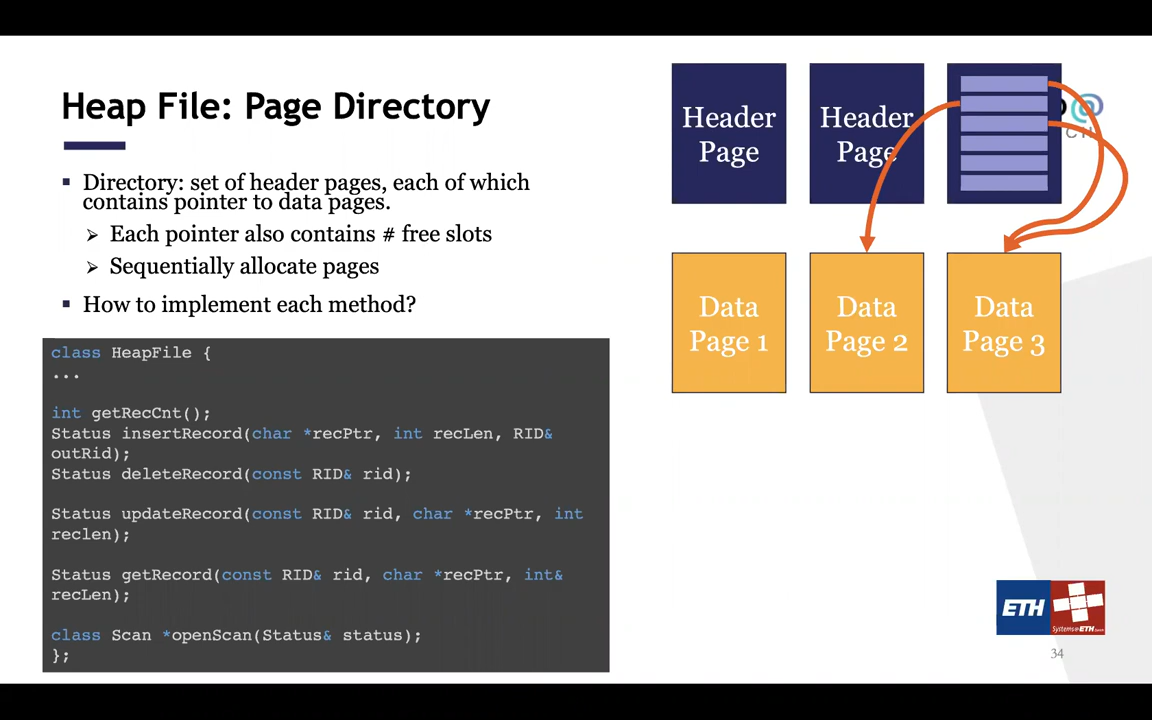 Heap File: Page Directory
▪ Directory: set of header pages, each of which
contains pointer to data pages.
➢ Each pointer also contains # free slots
➢ Sequentially allocate pages
▪ How to implement each method?
class HeapFile {
...
int getRecCnt();
Status insertRecord(char *recPtr, int recLen, RID&
outRid);
Status deleteRecord(const RID& rid);
Status updateRecord(const RID& rid, char *recPtr, int
reclen);
Status getRecord(const RID& rid, char *recPtr, int&
recLen);
class Scan *openScan(Status& status);
};
Header
Page
Header
Page
Data
Page 1
Data
Page 2
Data
Page 3
ETH
Systems@ETH
34